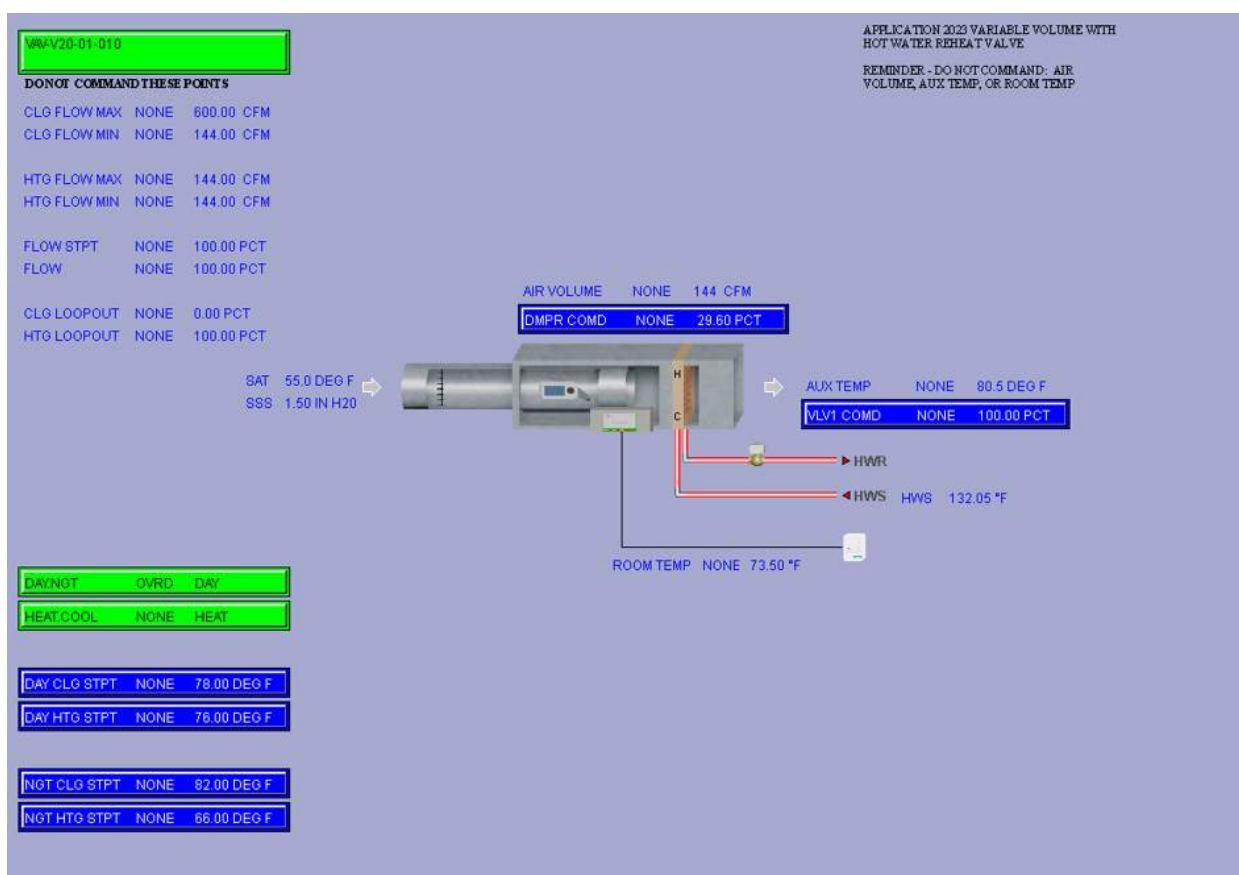 VAV-V20-01-010
DO NOT COMMAND THESE POINTS
CLG FLOW MAX NONE 600.00 CFM
CLG FLOW MIN NONE 144.00 CFM
HTG FLOW MAX NONE 144.00 CFM
HTG FLOW MIN NONE 144.00 CFM
FLOW STPT NONE 100.00 PCT
FLOW NONE 100.00 PCT
CLG LOOPOUT NONE 0.00 PCT
HTG LOOPOUT NONE 100.00 PCT
APPLICATION 2023 VARIABLE VOLUME WITH
HOT WATER REHEAT VALVE
REMINDER - DO NOT COMMAND: AIR
VOLUME, AUX TEMP, OR ROOM TEMP
AIR VOLUME NONE 144 CFM
DMPR COMD NONE 29.60 PCT
SAT 55.0 DEG F
SSS 1.50 IN H20
H
C
AUX TEMP NONE 80.5 DEG F
VLV1 COMD NONE 100.00 PCT
HWR
HWS HWS 132.05 °F
ROOM TEMP NONE 73.50 °F
DAY.NGT OVRD DAY
HEAT.COOL NONE HEAT
DAY CLG STPT NONE 78.00 DEG F
DAY HTG STPT NONE 76.00 DEG F
NGT CLG STPT NONE 82.00 DEG F
NGT HTG STPT NONE 66.00 DEG F